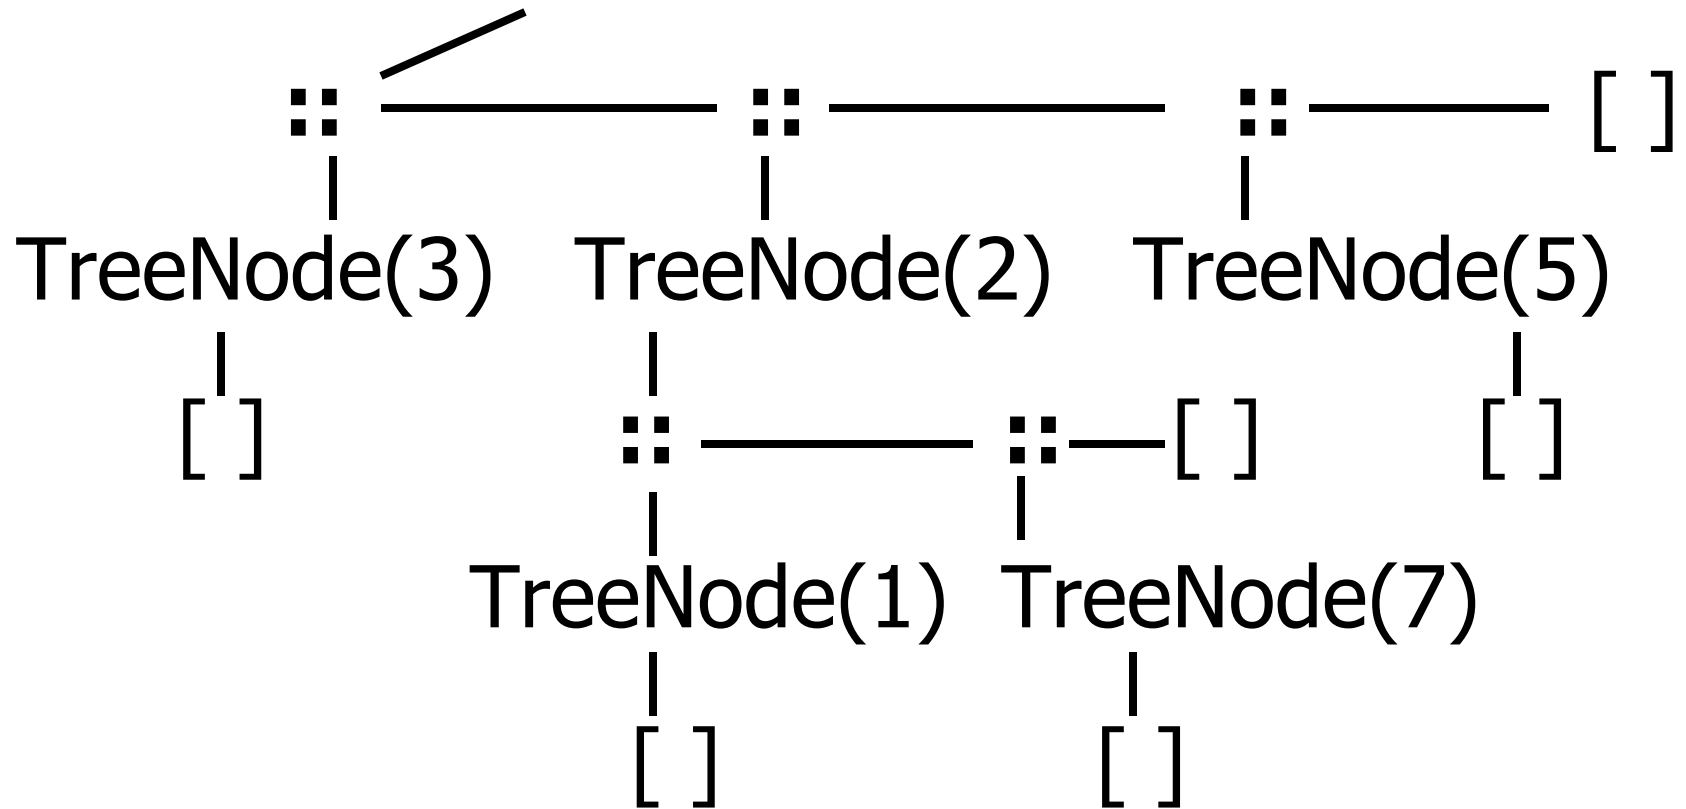 :: :: :: [ ]
TreeNode(3) TreeNode(2) TreeNode(5)
[ ] :: :: [ ] [ ]
TreeNode(1) TreeNode(7)
[ ] [ ]